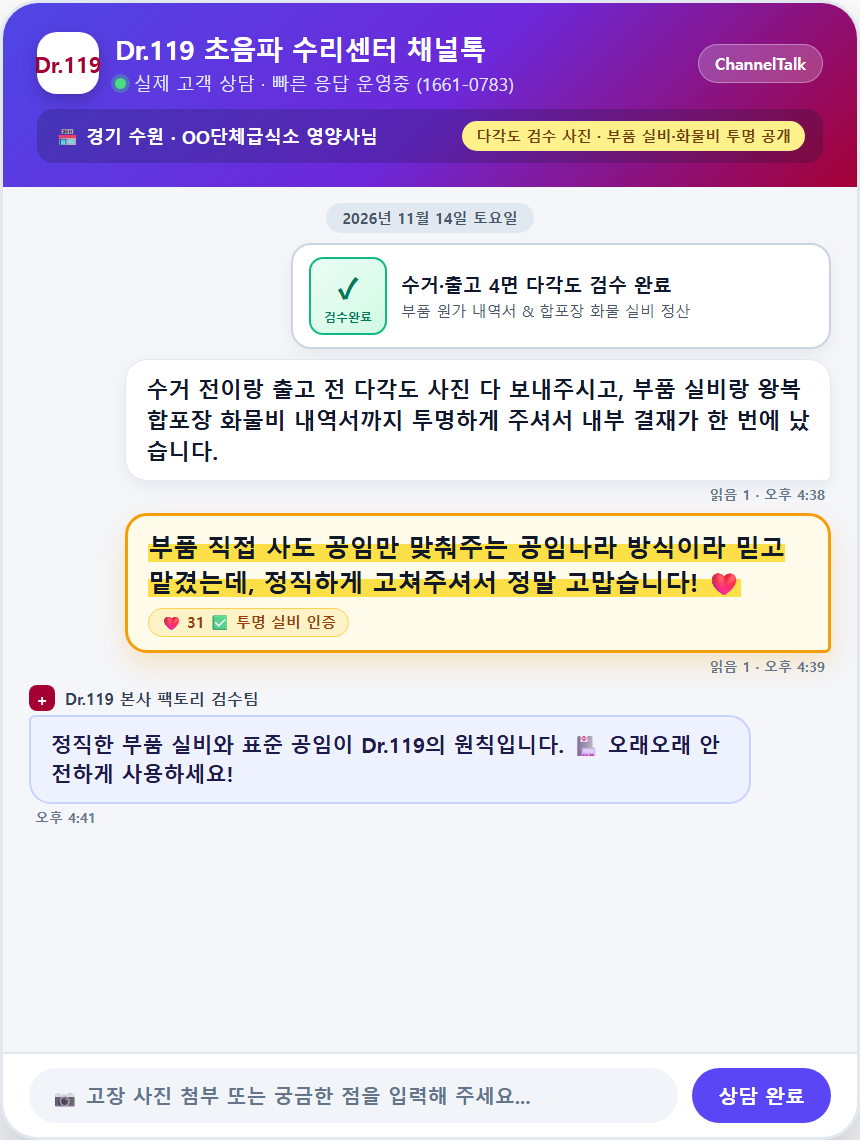 Dr.119
Dr.119 초음파 수리센터 채널톡
실제 고객 상담 · 빠른 응답 운영중 (1661-0783)
ChannelTalk
경기 수원 · OO단체급식소 영양사님
다각도 검수 사진 · 부품 실비·화물비 투명 공개
2026년 11월 14일 토요일
✓
검수완료
수거·출고 4면 다각도 검수 완료
부품 원가 내역서 & 합포장 화물 실비 정산
수거 전이랑 출고 전 다각도 사진 다 보내주시고, 부품 실비랑 왕복
합포장 화물비 내역서까지 투명하게 주셔서 내부 결재가 한 번에 났
습니다.
읽음 1 · 오후 4:38
부품 직접 사도 공임만 맞춰주는 공임나라 방식이라 믿고
맡겼는데, 정직하게 고쳐주셔서 정말 고맙습니다! ❤️
❤️ 31 ✅ 투명 실비 인증
읽음 1 · 오후 4:39
+ Dr.119 본사 팩토리 검수팀
정직한 부품 실비와 표준 공임이 Dr.119의 원칙입니다. 🏥 오래오래 안
전하게 사용하세요!
오후 4:41
📷 고장 사진 첨부 또는 궁금한 점을 입력해 주세요...
상담 완료